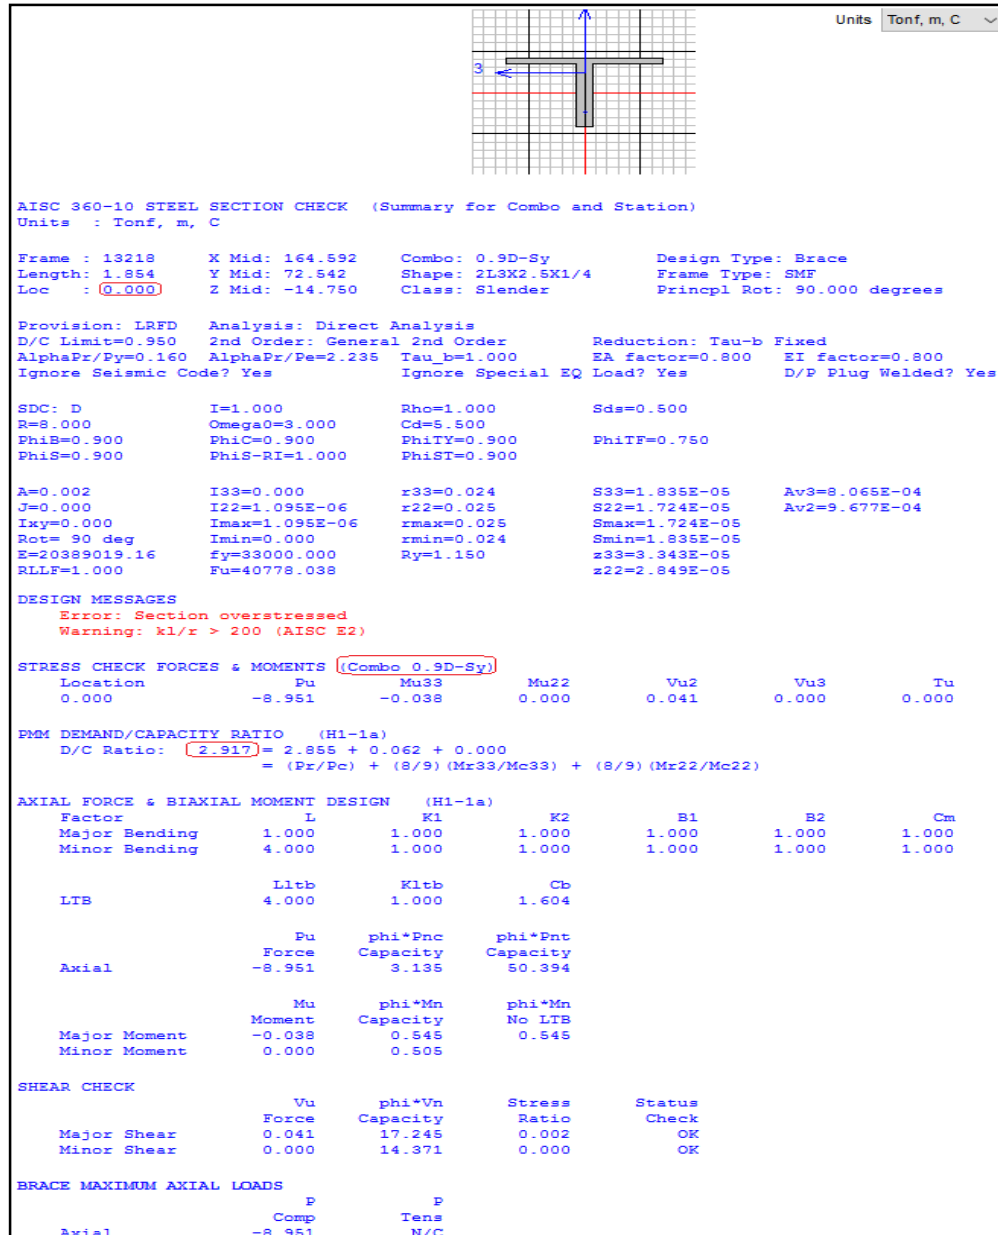 Units Tonf, m, C
3
AISC 360-10 STEEL SECTION CHECK (Summary for Combo and Station)
Units : Tonf, m, C
Frame : 13218 X Mid: 164.592 Combo: 0.9D-Sy Design Type: Brace
Length: 1.854 Y Mid: 72.542 Shape: 2L3X2.5X1/4 Frame Type: SMF
Loc : 0.000 Z Mid: -14.750 Class: Slender Princpl Rot: 90.000 degrees
Provision: LRFD Analysis: Direct Analysis
D/C Limit=0.950 2nd Order: General 2nd Order Reduction: Tau-b Fixed
AlphaPr/Py=0.160 AlphaPr/Pe=2.235 Tau_b=1.000 EA factor=0.800 EI factor=0.800
Ignore Seismic Code? Yes Ignore Special EQ Load? Yes D/P Plug Welded? Yes
SDC: D I=1.000 Rho=1.000 Sds=0.500
R=8.000 Omega0=3.000 Cd=5.500
PhiB=0.900 PhiC=0.900 PhiTY=0.900 PhiTF=0.750
PhiS=0.900 PhiS-RI=1.000 PhiST=0.900
A=0.002 I33=0.000 r33=0.024 S33=1.835E-05 Av3=8.065E-04
J=0.000 I22=1.095E-06 r22=0.025 S22=1.724E-05 Av2=9.677E-04
Ixy=0.000 Imax=1.095E-06 rmax=0.025 Smax=1.724E-05
Rot= 90 deg Imin=0.000 rmin=0.024 Smin=1.835E-05
E=20389019.16 fy=33000.000 Ry=1.150 z33=3.343E-05
RLLF=1.000 Fu=40778.038 z22=2.849E-05
DESIGN MESSAGES
Error: Section overstressed
Warning: kl/r > 200 (AISC E2)
STRESS CHECK FORCES & MOMENTS (Combo 0.9D-Sy)
Location Pu Mu33 Mu22 Vu2 Vu3 Tu
0.000 -8.951 -0.038 0.000 0.041 0.000 0.000
PMM DEMAND/CAPACITY RATIO (H1-1a)
D/C Ratio: 2.917 = 2.855 + 0.062 + 0.000
= (Pr/Pc) + (8/9)(Mr33/Mc33) + (8/9)(Mr22/Mc22)
AXIAL FORCE & BIAXIAL MOMENT DESIGN (H1-1a)
Factor L K1 K2 B1 B2 Cm
Major Bending 1.000 1.000 1.000 1.000 1.000 1.000
Minor Bending 4.000 1.000 1.000 1.000 1.000 1.000
Lltb Kltb Cb
LTB 4.000 1.000 1.604
Pu phi*Pnc phi*Pnt
Force Capacity Capacity
Axial -8.951 3.135 50.394
Mu phi*Mn phi*Mn
Moment Capacity No LTB
Major Moment -0.038 0.545 0.545
Minor Moment 0.000 0.505
SHEAR CHECK
Vu phi*Vn Stress Status
Force Capacity Ratio Check
Major Shear 0.041 17.245 0.002 OK
Minor Shear 0.000 14.371 0.000 OK
BRACE MAXIMUM AXIAL LOADS
P P
Comp Tens
Axial -8.951 N/C